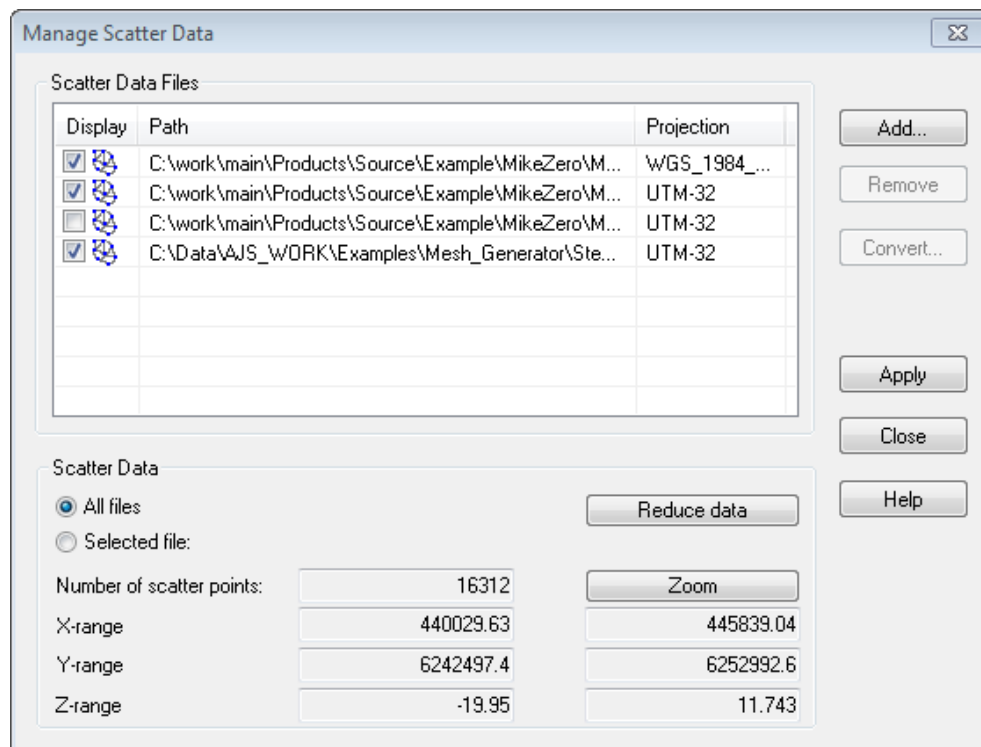 Manage Scatter Data
Scatter Data Files
Display Path Projection
C:\work\main\Products\Source\Example\MikeZero\M... WGS_1984_...
C:\work\main\Products\Source\Example\MikeZero\M... UTM-32
C:\work\main\Products\Source\Example\MikeZero\M... UTM-32
C:\Data\AJS_WORK\Examples\Mesh_Generator\Ste... UTM-32
Add...
Remove
Convert...
Apply
Close
Help
Scatter Data
All files Reduce data
Selected file:
Number of scatter points: 16312 Zoom
X-range 440029.63 445839.04
Y-range 6242497.4 6252992.6
Z-range -19.95 11.743